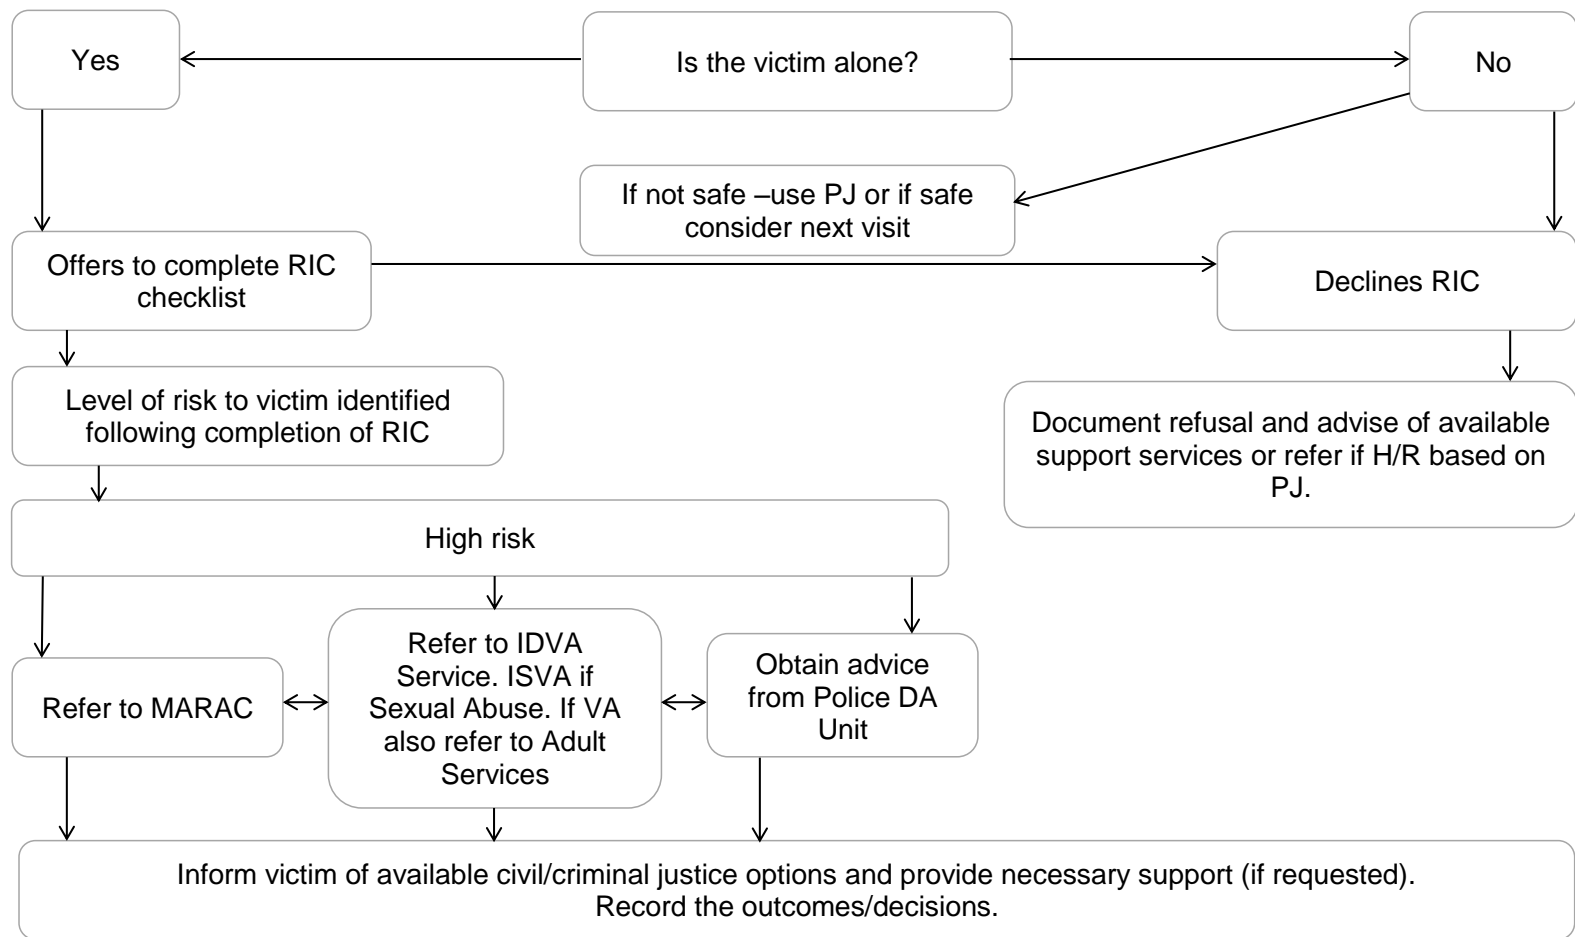 Yes
Is the victim alone?
No
If not safe –use PJ or if safe
consider next visit
Offers to complete RIC
checklist
Declines RIC
Level of risk to victim identified
following completion of RIC
Document refusal and advise of available
support services or refer if H/R based on
PJ.
High risk
Refer to MARAC
Refer to IDVA
Service. ISVA if
Sexual Abuse. If VA
also refer to Adult
Services
Obtain advice
from Police DA
Unit
Inform victim of available civil/criminal justice options and provide necessary support (if requested).
Record the outcomes/decisions.